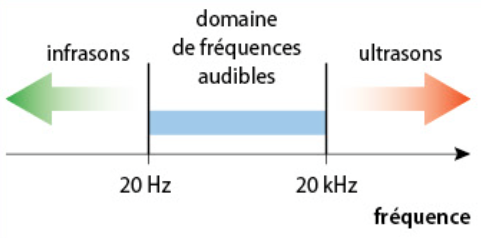 domaine
de fréquences
audibles
infrasons
ultrasons
20 Hz
20 kHz
fréquence